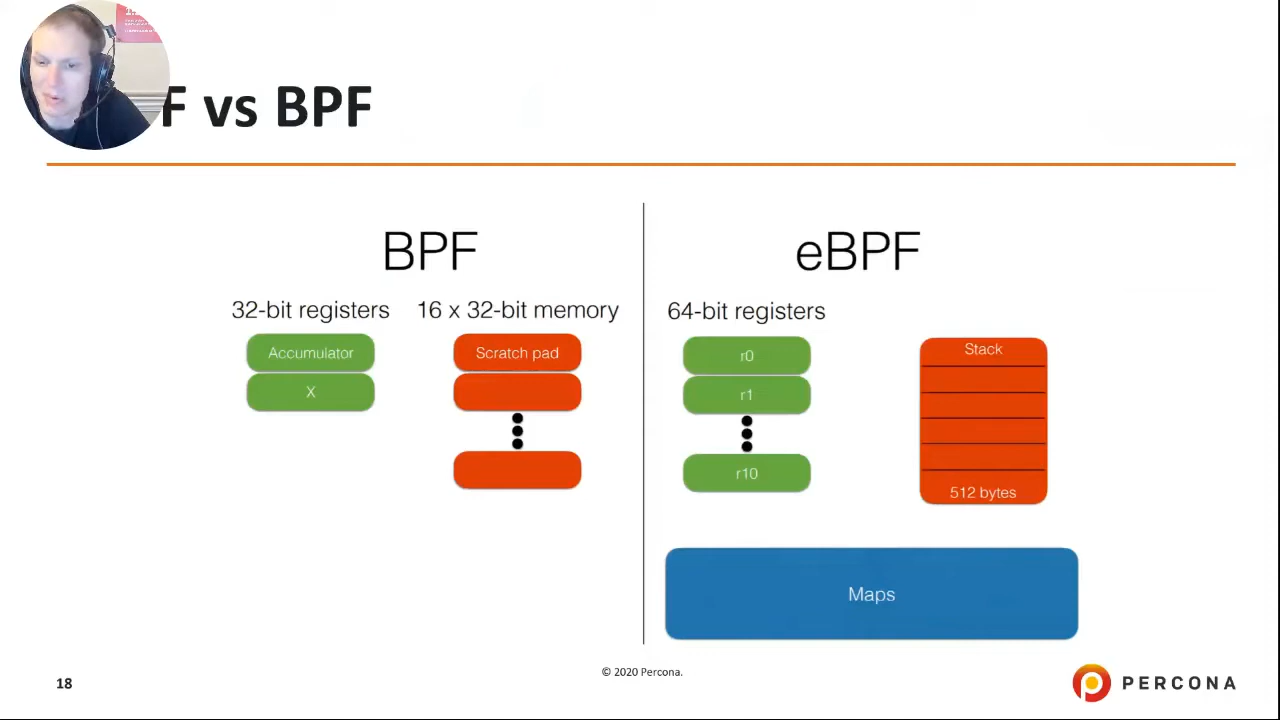 F vs BPF
BPF
32-bit registers
16 x 32-bit memory
Accumulator
X
Scratch pad
eBPF
64-bit registers
r0
r1
r10
Stack
512 bytes
Maps
18
© 2020 Percona.
PERCONA